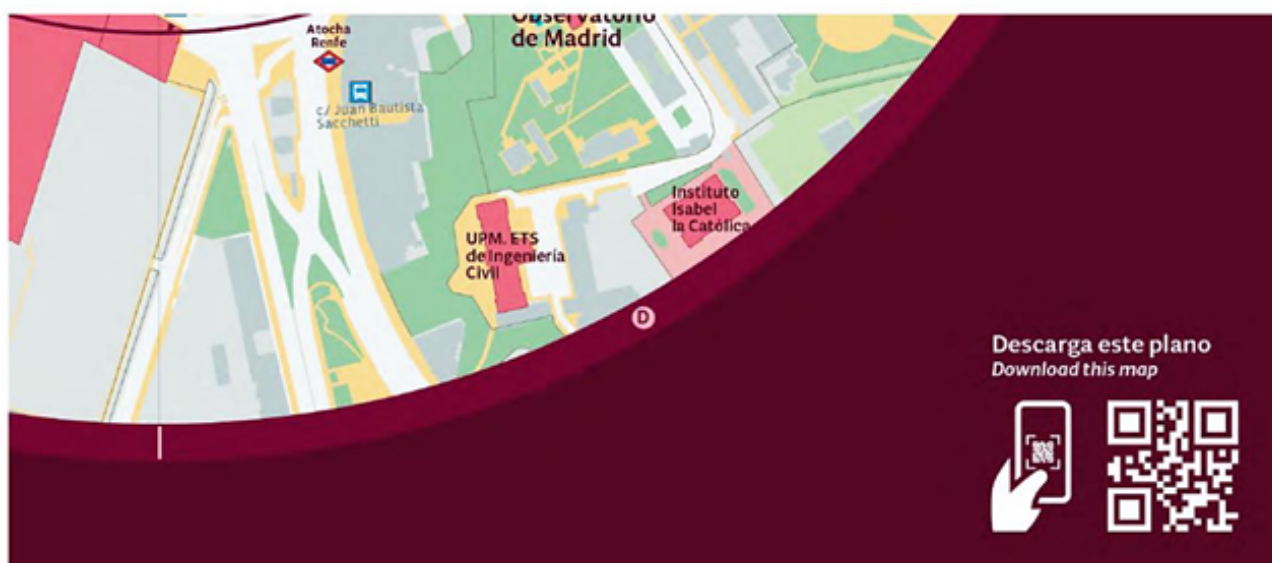 Observatorio
de Madrid
Atocha
Renfe
c/ Juan Bautista
Sacchetti
Instituto
Isabel
la Católica
UPM. ETS
de Ingeniería
Civil
D
Descarga este plano
Download this map